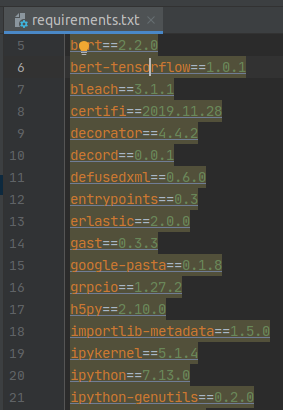 requirements.txt
5 bert==2.2.0
6 bert-tensorflow==1.0.1
7 bleach==3.1.1
8 certifi==2019.11.28
9 decorator==4.4.2
10 decord==0.0.1
11 defusedxml==0.6.0
12 entrypoints==0.3
13 erlastic==2.0.0
14 gast==0.3.3
15 google-pasta==0.1.8
16 grpcio==1.27.2
17 h5py==2.10.0
18 importlib-metadata==1.5.0
19 ipykernel==5.1.4
20 ipython==7.13.0
21 ipython-genutils==0.2.0